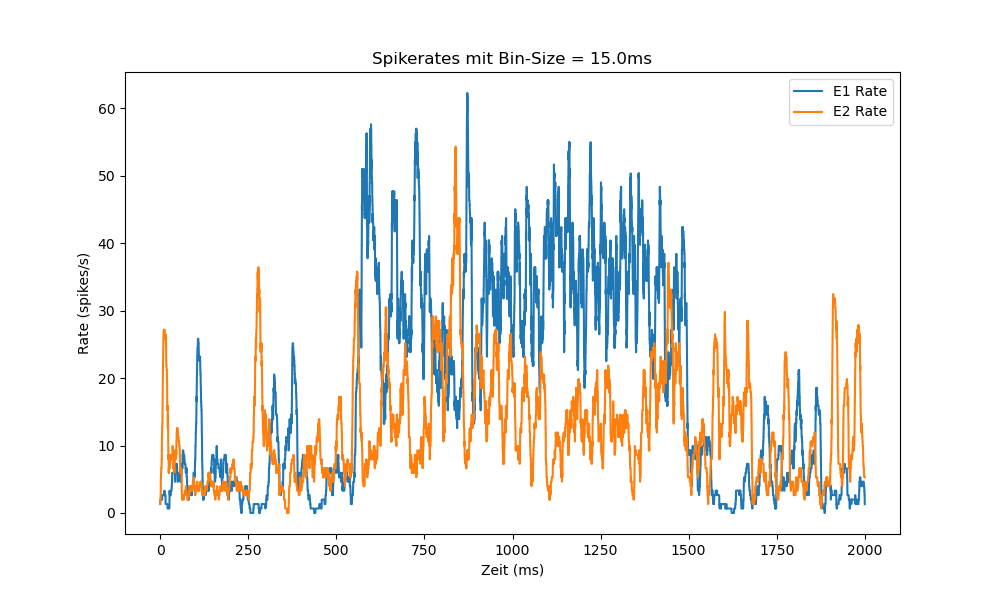 Spikerates mit Bin-Size = 15.0ms
E1 Rate
E2 Rate
Rate (spikes/s)
60
50
40
30
20
10
0
0 250 500 750 1000 1250 1500 1750 2000
Zeit (ms)